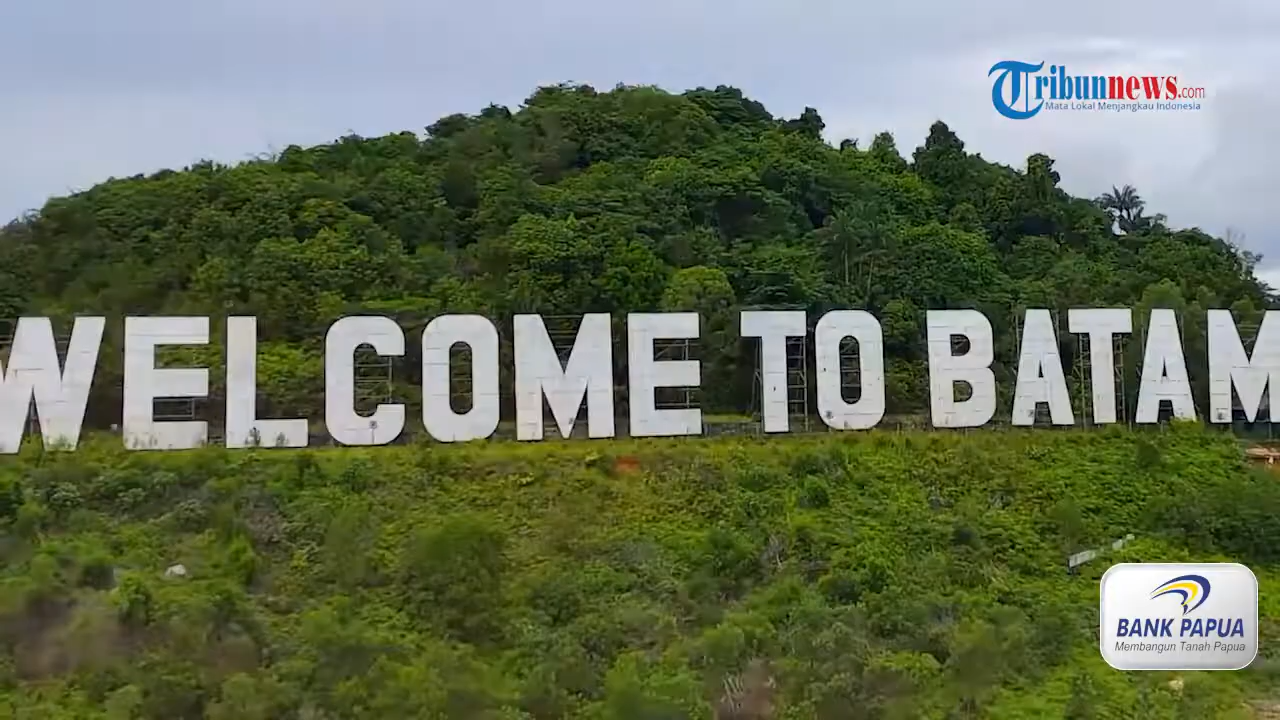 Tribunnews.com
Mata Lokal Menjangkau Indonesia
WELCOME TO BATAM
BANK PAPUA
Membangun Tanah Papua